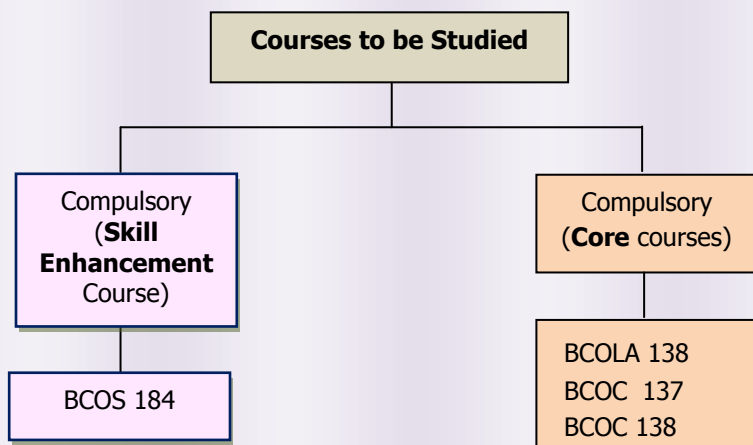 Courses to be Studied
Compulsory
(Skill
Enhancement
Course)
BCOS 184
Compulsory
(Core courses)
BCOLA 138
BCOC 137
BCOC 138